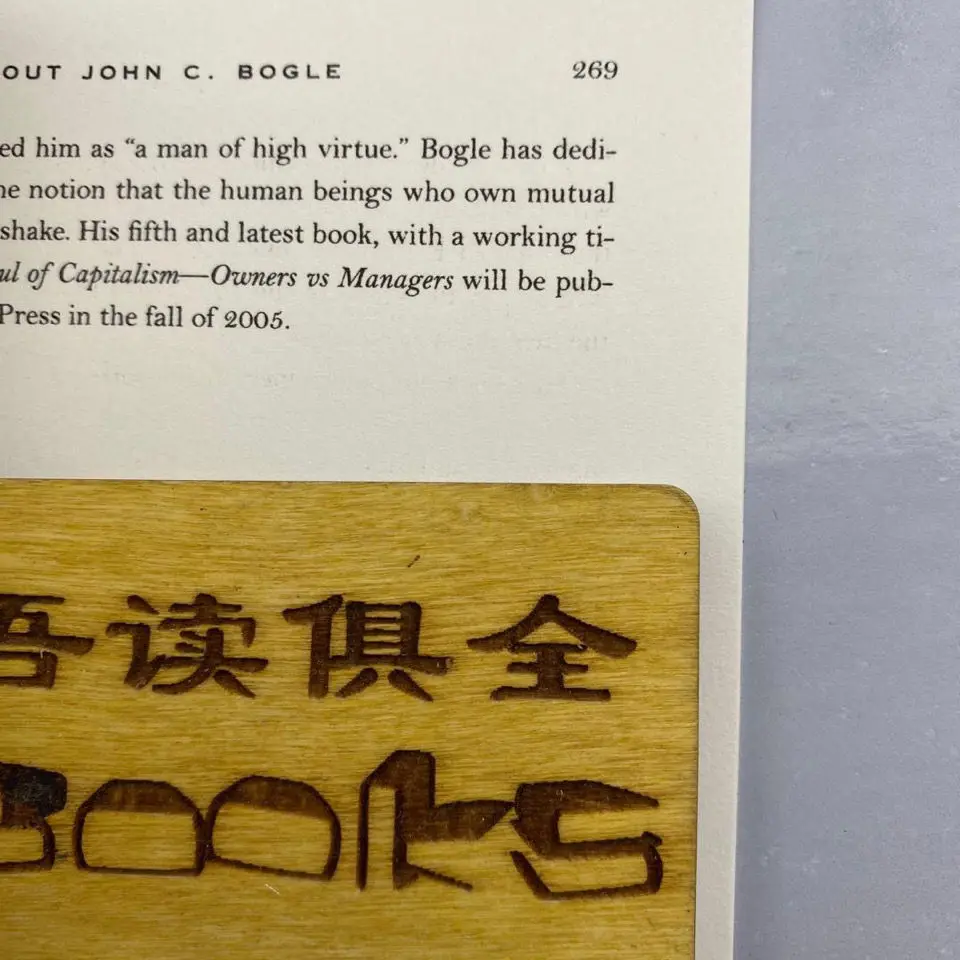 OUT JOHN C. BOGLE 269
ed him as “a man of high virtue.” Bogle has dedi-
he notion that the human beings who own mutual
shake. His fifth and latest book, with a working ti-
ul of Capitalism—Owners vs Managers will be pub-
Press in the fall of 2005.
吾读俱全
Books